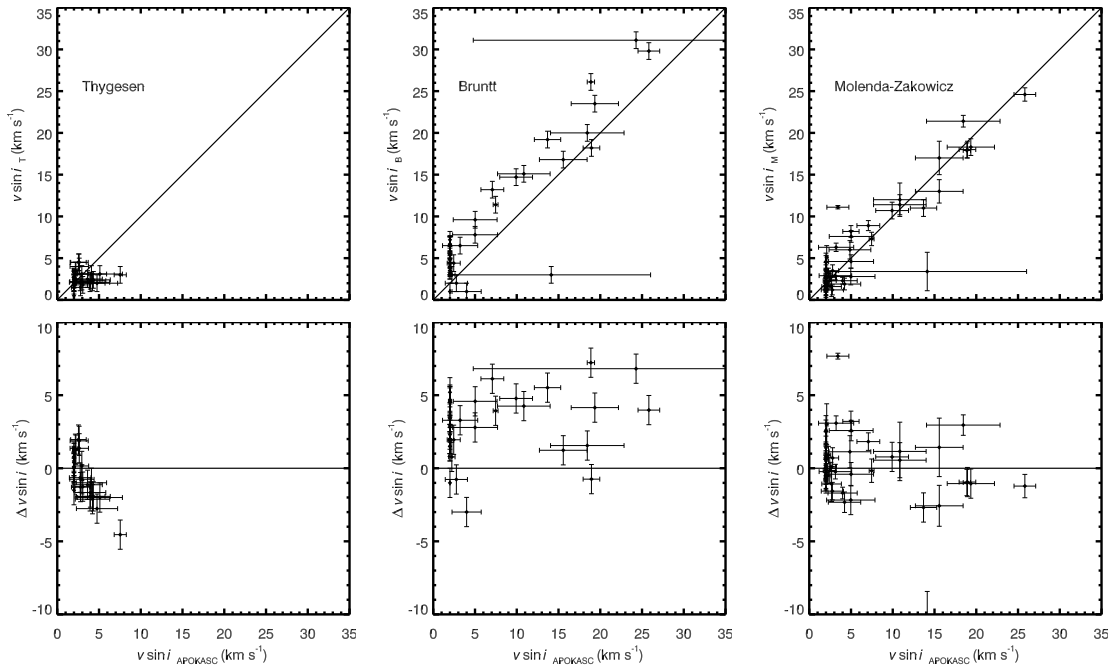 35
30
25
20
15
10
5
0
v sin i T (km s-1)
Thygesen
35
30
25
20
15
10
5
0
v sin i B (km s-1)
Bruntt
35
30
25
20
15
10
5
0
v sin i M (km s-1)
Molenda-Zakowicz
10
5
0
-5
-10
Δ v sin i (km s-1)
0 5 10 15 20 25 30 35
v sin i APOKASC (km s-1)
10
5
0
-5
-10
Δ v sin i (km s-1)
0 5 10 15 20 25 30 35
v sin i APOKASC (km s-1)
10
5
0
-5
-10
Δ v sin i (km s-1)
0 5 10 15 20 25 30 35
v sin i APOKASC (km s-1)